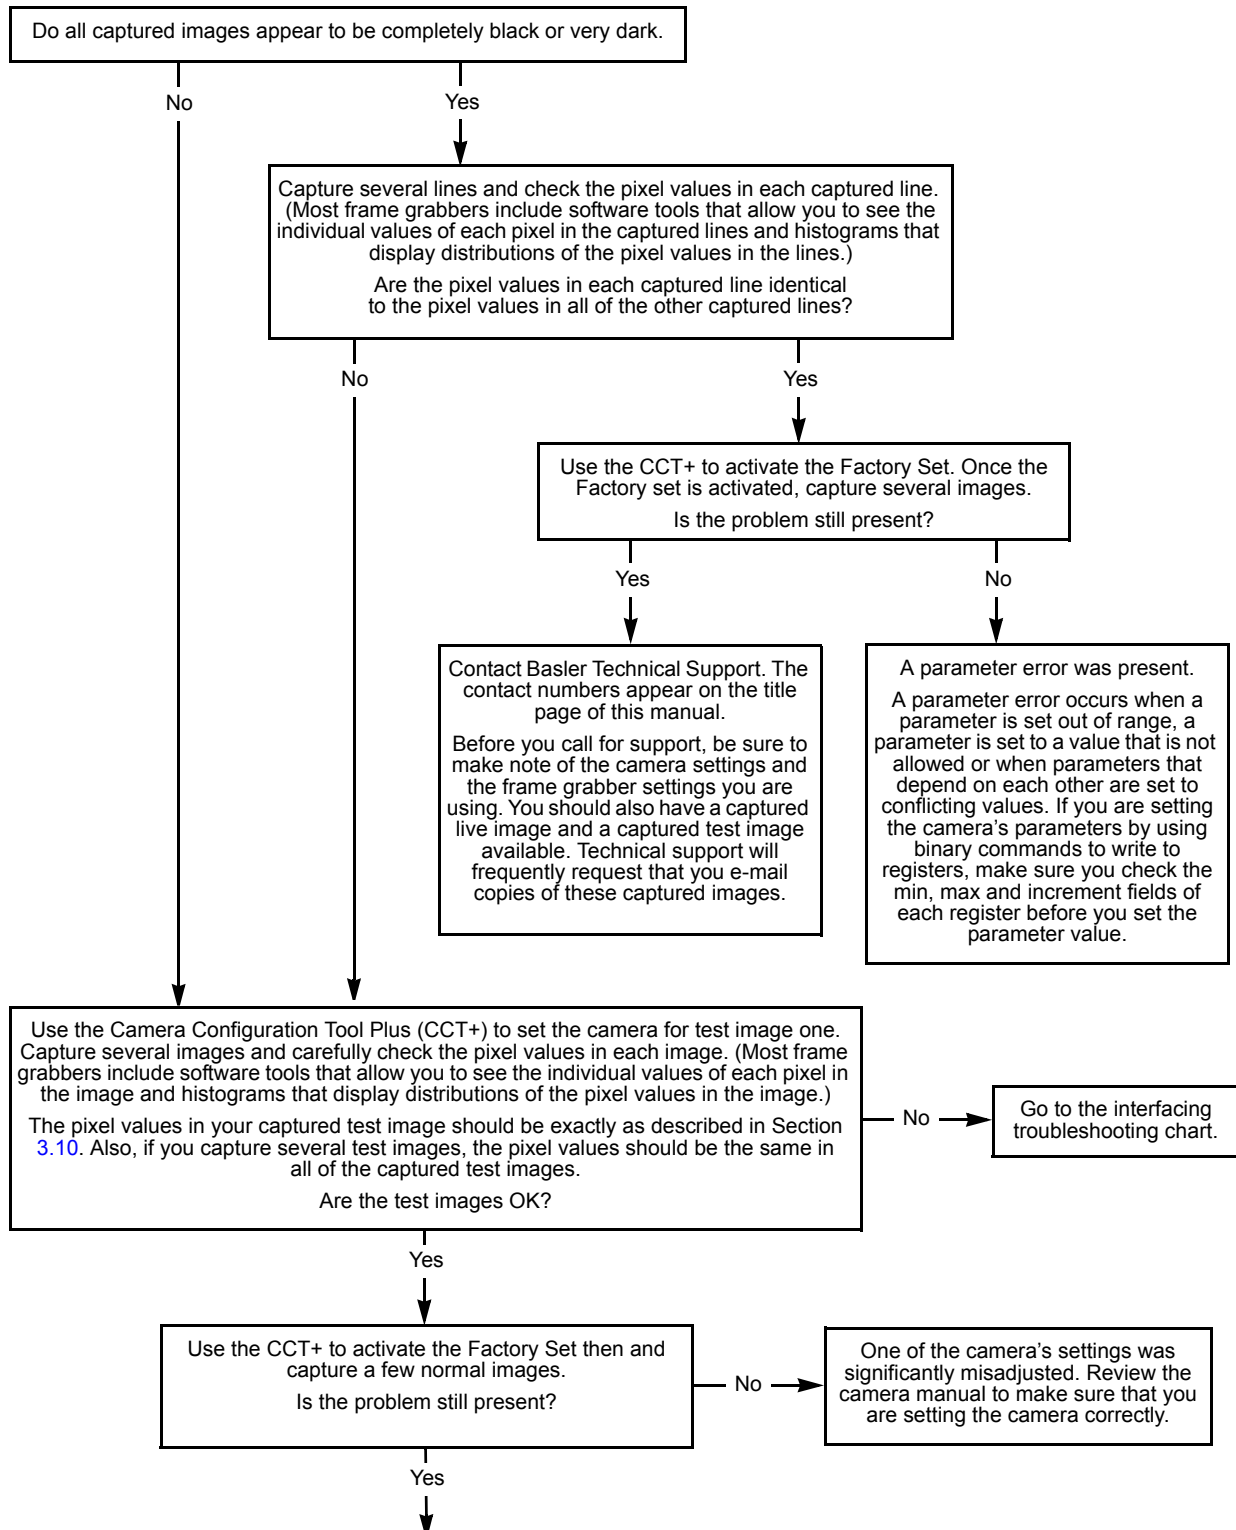 Do all captured images appear to be completely black or very dark.
No
Yes
Capture several lines and check the pixel values in each captured line.
(Most frame grabbers include software tools that allow you to see the
individual values of each pixel in the captured lines and histograms that
display distributions of the pixel values in the lines.)
Are the pixel values in each captured line identical
to the pixel values in all of the other captured lines?
No
Yes
Use the CCT+ to activate the Factory Set. Once the
Factory set is activated, capture several images.
Is the problem still present?
Yes
No
Contact Basler Technical Support. The
contact numbers appear on the title
page of this manual.
Before you call for support, be sure to
make note of the camera settings and
the frame grabber settings you are
using. You should also have a captured
live image and a captured test image
available. Technical support will
frequently request that you e-mail
copies of these captured images.
A parameter error was present.
A parameter error occurs when a
parameter is set out of range, a
parameter is set to a value that is not
allowed or when parameters that
depend on each other are set to
conflicting values. If you are setting
the camera's parameters by using
binary commands to write to
registers, make sure you check the
min, max and increment fields of
each register before you set the
parameter value.
Use the Camera Configuration Tool Plus (CCT+) to set the camera for test image one.
Capture several images and carefully check the pixel values in each image. (Most frame
grabbers include software tools that allow you to see the individual values of each pixel in
the image and histograms that display distributions of the pixel values in the image.)
The pixel values in your captured test image should be exactly as described in Section
3.10. Also, if you capture several test images, the pixel values should be the same in
all of the captured test images.
Are the test images OK?
No
Go to the interfacing
troubleshooting chart.
Yes
Use the CCT+ to activate the Factory Set then and
capture a few normal images.
Is the problem still present?
No
One of the camera's settings was
significantly misadjusted. Review the
camera manual to make sure that you
are setting the camera correctly.
Yes